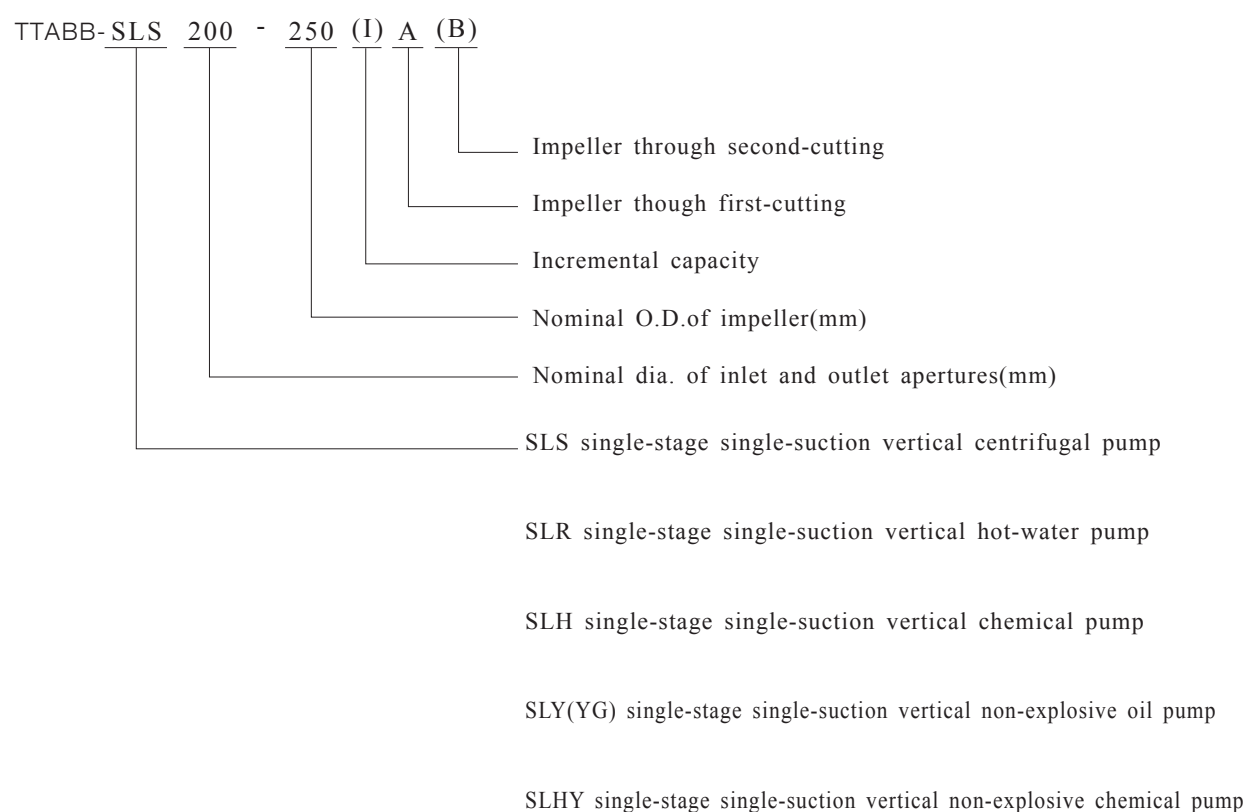 TTABB-SLS 200 - 250 (I) A (B)
Impeller through second-cutting
Impeller though first-cutting
Incremental capacity
Nominal O.D.of impeller(mm)
Nominal dia. of inlet and outlet apertures(mm)
SLS single-stage single-suction vertical centrifugal pump
SLR single-stage single-suction vertical hot-water pump
SLH single-stage single-suction vertical chemical pump
SLY(YG) single-stage single-suction vertical non-explosive oil pump
SLHY single-stage single-suction vertical non-explosive chemical pump